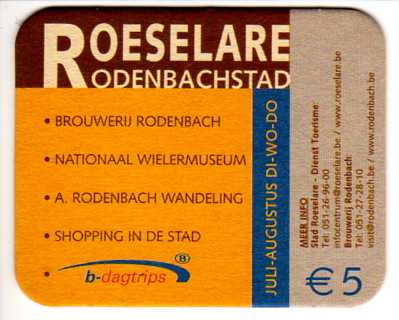 ROESELARE
RODENBACHSTAD
• BROUWERIJ RODENBACH
• NATIONAAL WIELERMUSEUM
• A. RODENBACH WANDELING
• SHOPPING IN DE STAD
• b-dagtrips B
JULI-AUGUSTUS DI-WO-DO
MEER INFO
Stad Roeselare - Dienst Toerisme:
Tel: 051-26-96-00
infocentrum@roeselare.be / www.roeselare.be
Brouwerij Rodenbach:
Tel: 051-27-28-10
visit@rodenbach.be / www.rodenbach.be
€ 5